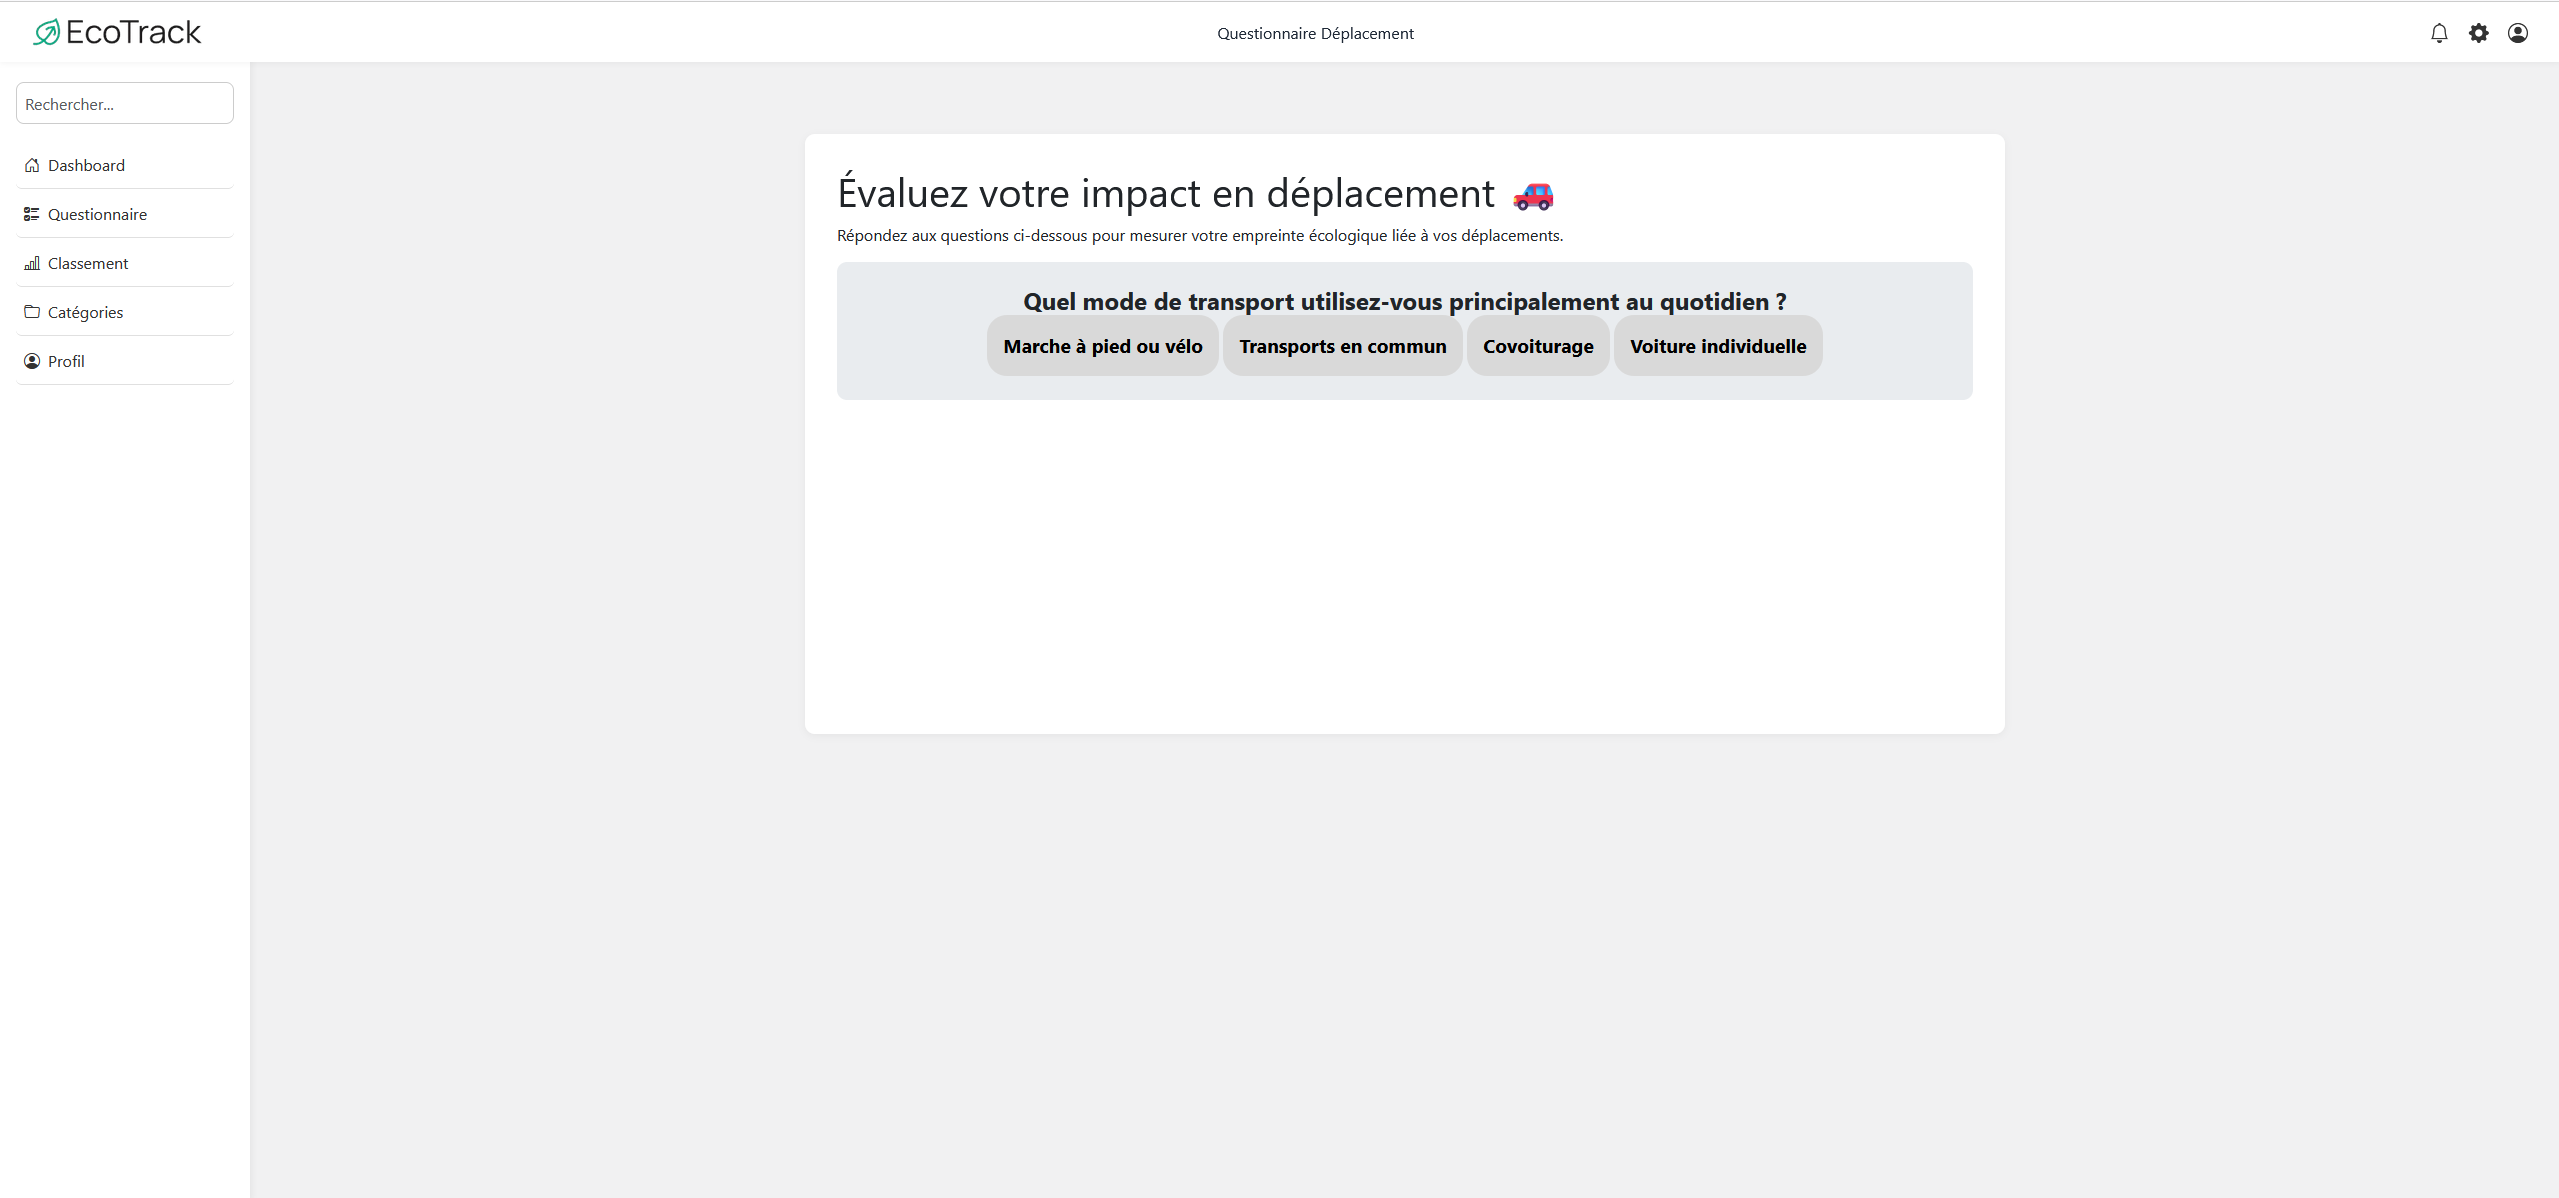 EcoTrack
Questionnaire Déplacement
Rechercher...
Dashboard
Questionnaire
Classement
Catégories
Profil
Évaluez votre impact en déplacement 🚗
Répondez aux questions ci-dessous pour mesurer votre empreinte écologique liée à vos déplacements.
Quel mode de transport utilisez-vous principalement au quotidien ?
Marche à pied ou vélo Transports en commun Covoiturage Voiture individuelle